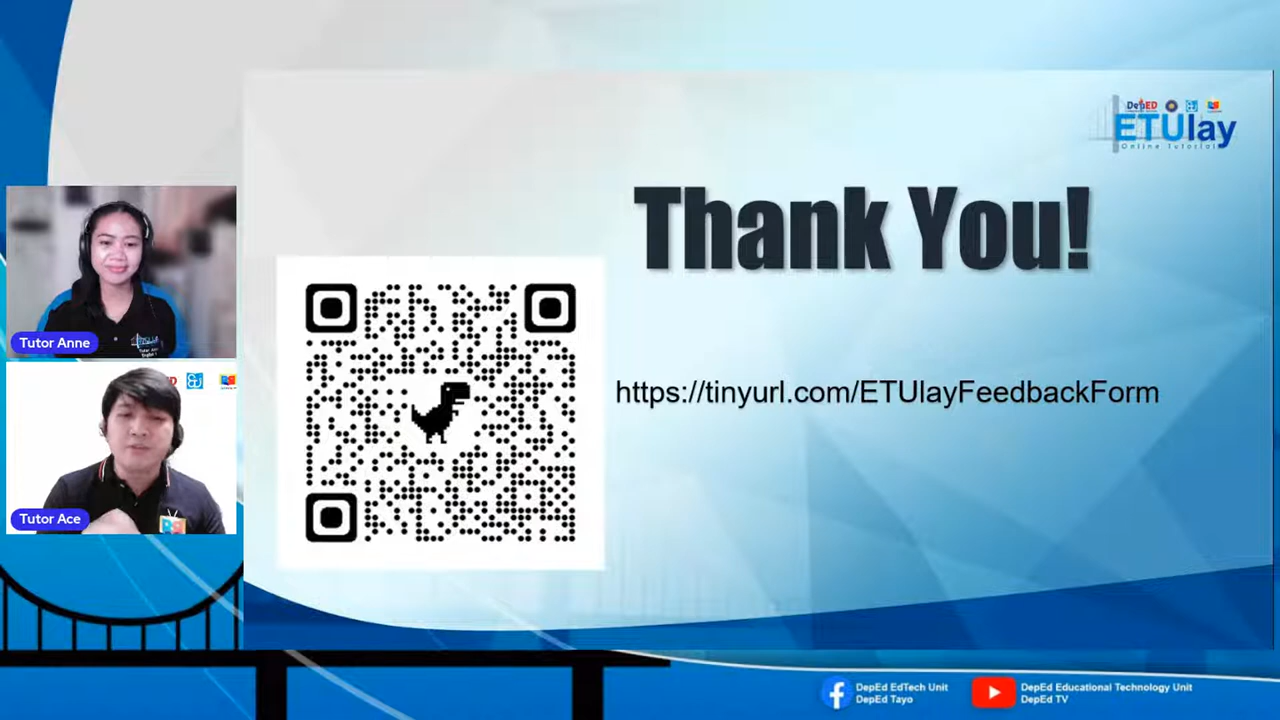 DepED
ETUlay
Online Tutorial
Thank You!
Tutor Anne
https://tinyurl.com/ETUlayFeedbackForm
Tutor Ace
DepEd EdTech Unit
DepEd Tayo
DepEd Educational Technology Unit
DepEd TV